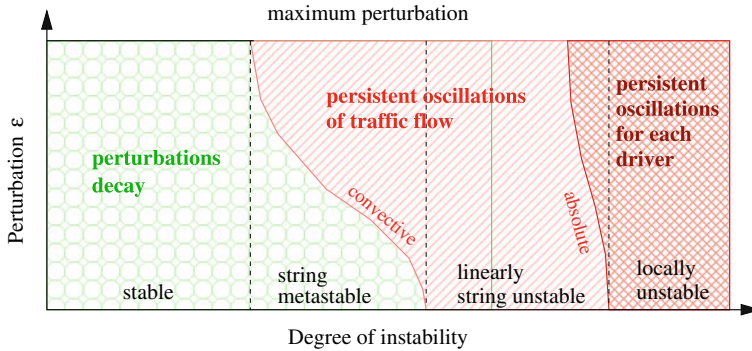 maximum perturbation
Perturbation ε
perturbations
decay
persistent oscillations
of traffic flow
persistent
oscillations
for each
driver
convective
absolute
stable
string
metastable
linearly
string unstable
locally
unstable
Degree of instability